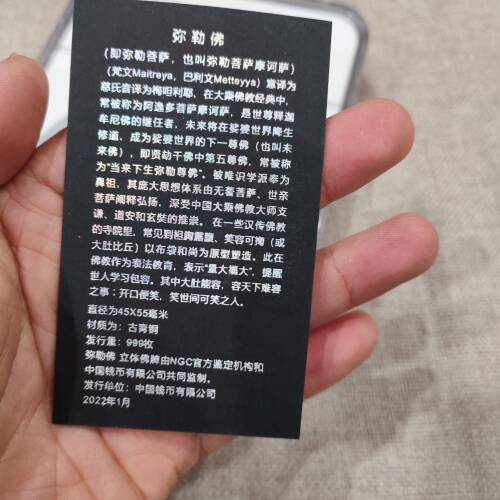 弥勒佛
（即弥勒菩萨，也叫弥勒菩萨摩诃萨）
（梵文Maitreya，巴利文Metteyya）意译为
慈氏音译为梅呾利耶，在大乘佛教经典中，
常被称为阿逸多菩萨摩诃萨，是世尊释迦
牟尼佛的继任者，未来将在娑婆世界降生
修道，成为娑婆世界的下一尊佛（也叫未
来佛），即贤劫千佛中第五尊佛，常被称
为“当来下生弥勒尊佛”。被唯识学派奉为
鼻祖，其庞大思想体系由无著菩萨、世亲
菩萨阐释弘扬，深受中国大乘佛教大师支
谦、道安和玄奘的推崇。在一些汉传佛教
的寺院里，常见到袒胸露腹、笑容可掬（或
大肚比丘）以布袋和尚为原型塑造。此在
佛教作为表法教育，表示“量大福大”，提醒
世人学习包容。其中大肚能容，容天下难容
之事；开口便笑，笑世间可笑之人。
直径为45X55毫米
材质为：古青铜
发行量：999枚
弥勒佛 立体佛牌由NGC官方鉴定机构和
中国钱币有限公司共同监制。
发行单位：中国钱币有限公司
2022年1月